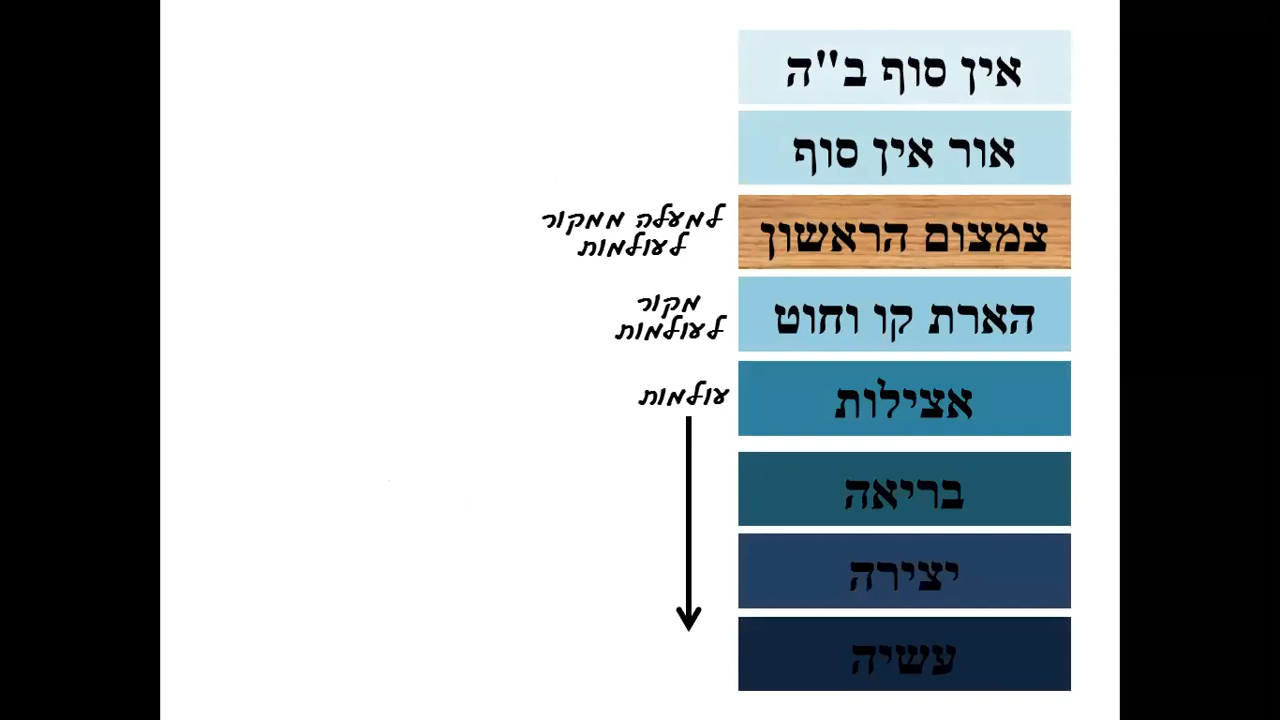 אין סוף ב"ה
אור אין סוף
צמצום הראשון
למעלה ממקור
לעולמות
הארת קו וחוט
מקור
לעולמות
אצילות
עולמות
בריאה
יצירה
עשיה